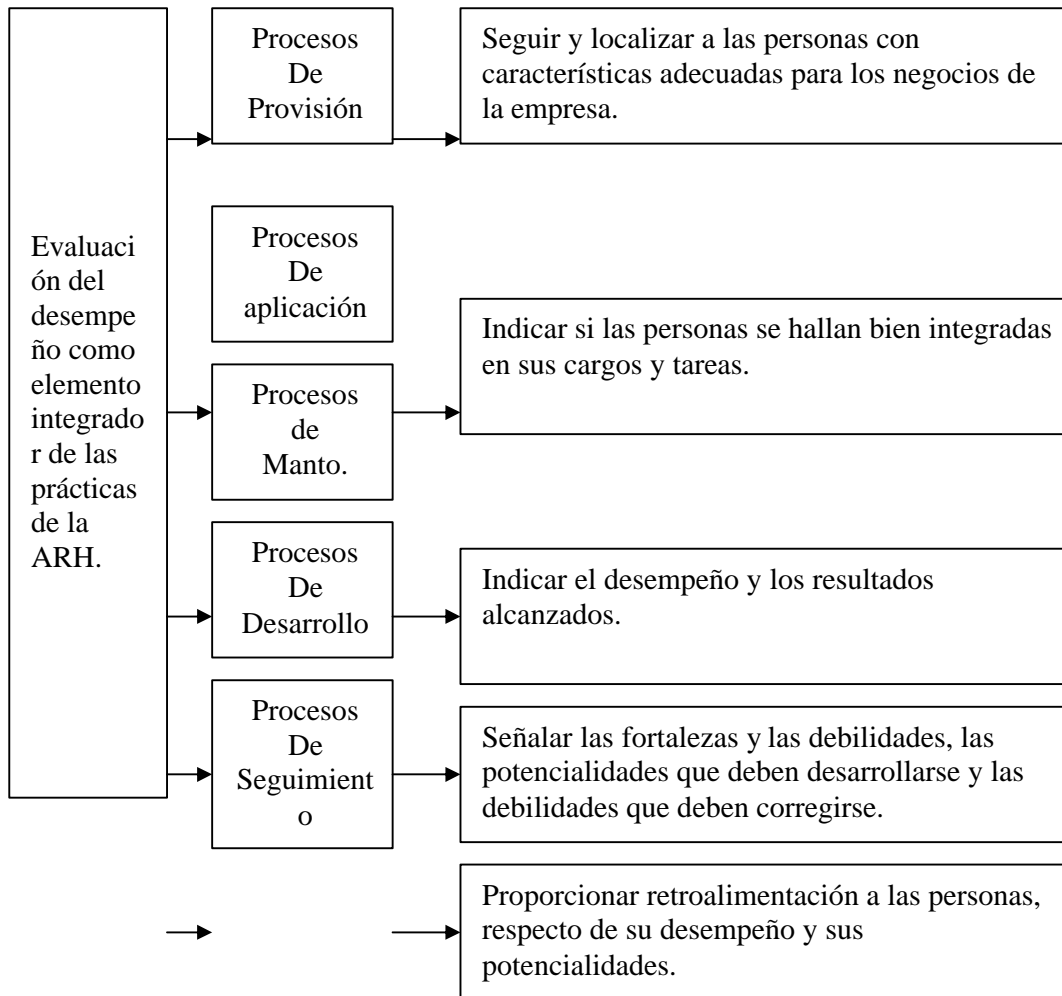 Evaluaci
ón del
desempe
ño como
elemento
integrado
r de las
prácticas
de la
ARH.
Procesos
De
Provisión
Seguir y localizar a las personas con
características adecuadas para los negocios de
la empresa.
Procesos
De
aplicación
Indicar si las personas se hallan bien integradas
en sus cargos y tareas.
Procesos
de
Manto.
Procesos
De
Desarrollo
Indicar el desempeño y los resultados
alcanzados.
Procesos
De
Seguimient
o
Señalar las fortalezas y las debilidades, las
potencialidades que deben desarrollarse y las
debilidades que deben corregirse.
Proporcionar retroalimentación a las personas,
respecto de su desempeño y sus
potencialidades.